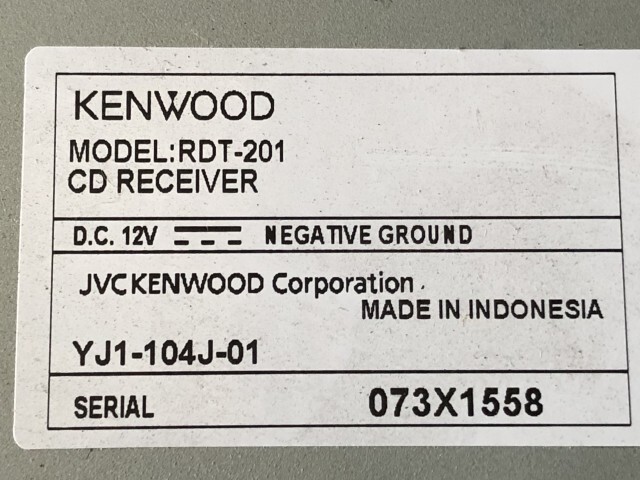 KENWOOD
MODEL:RDT-201
CD RECEIVER
D.C. 12V NEGATIVE GROUND
JVCKENWOOD Corporation
MADE IN INDONESIA
YJ1-104J-01
SERIAL 073X1558